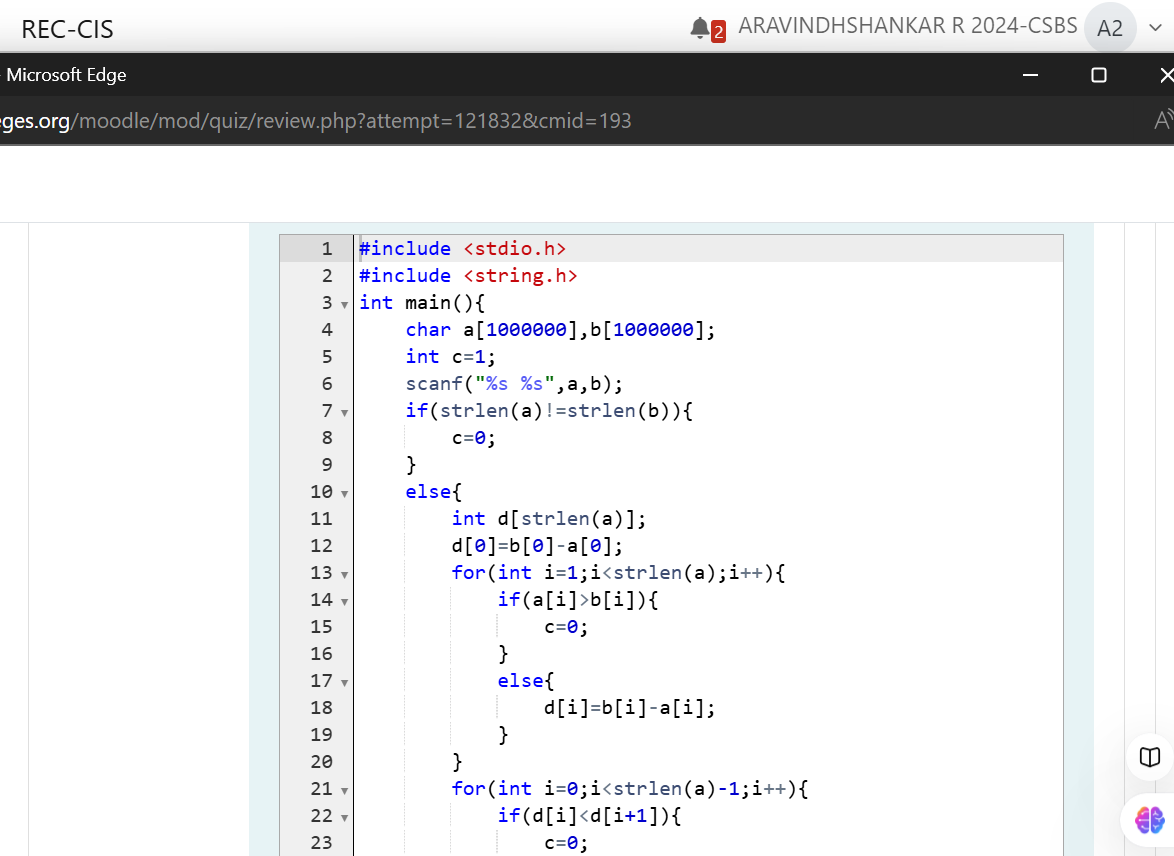 REC-CIS
2 ARAVINDHSHANKAR R 2024-CSBS A2
Microsoft Edge
ges.org/moodle/mod/quiz/review.php?attempt=121832&cmid=193
1 #include <stdio.h>
2 #include <string.h>
3 int main(){
4     char a[1000000],b[1000000];
5     int c=1;
6     scanf("%s %s",a,b);
7     if(strlen(a)!=strlen(b)){
8         c=0;
9     }
10     else{
11         int d[strlen(a)];
12         d[0]=b[0]-a[0];
13         for(int i=1;i<strlen(a);i++){
14             if(a[i]>b[i]){
15                 c=0;
16             }
17             else{
18                 d[i]=b[i]-a[i];
19             }
20         }
21         for(int i=0;i<strlen(a)-1;i++){
22             if(d[i]<d[i+1]){
23                 c=0;